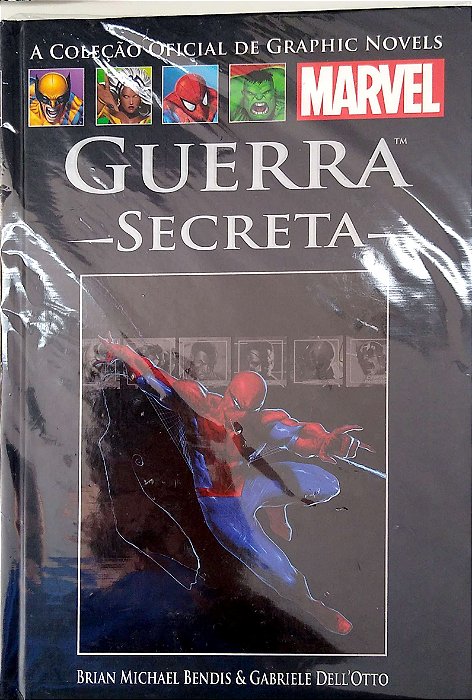 A Coleção Oficial de Graphic Novels
MARVEL
Guerra™
—Secreta—
Brian Michael Bendis & Gabriele Dell'Otto